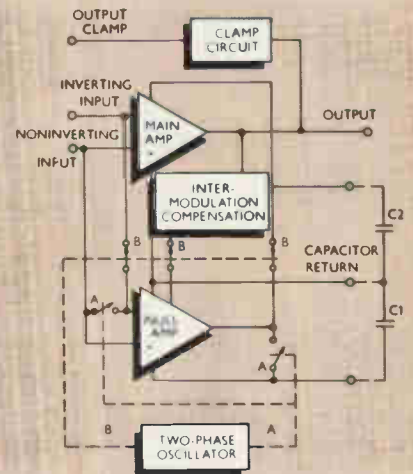 OUTPUT
CLAMP
CLAMP
CIRCUIT
INVERTING
INPUT
NONINVERTING
INPUT
MAIN
AMP
+
OUTPUT
INTER-
MODULATION
COMPENSATION
C2
B
B
B
CAPACITOR
RETURN
C1
A
NULL
AMP
+
A
B
TWO-PHASE
OSCILLATOR
A